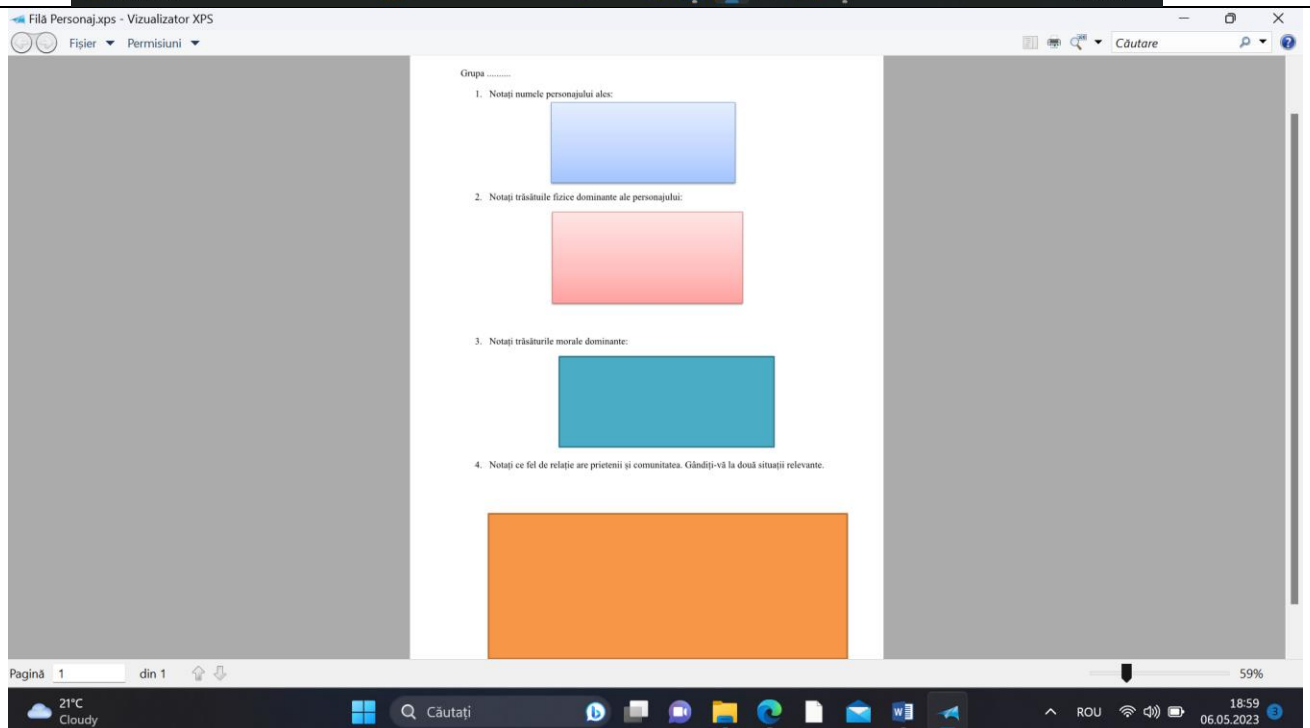 Filă Personaj.xps - Vizualizator XPS
Fișier Permisiuni Căutare
Grupa ..........
1. Notați numele personajului ales:
2. Notați trăsătuile fizice dominante ale personajului:
3. Notați trăsăturile morale dominante:
4. Notați ce fel de relație are prietenii și comunitatea. Gândiți-vă la două situații relevante.
Pagină 1 din 1 59%
21°C
Cloudy
Căutați
ROU
18:59
06.05.2023
3